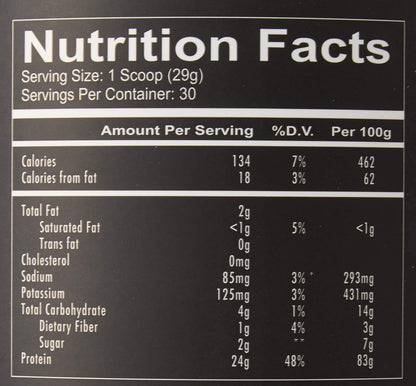 Nutrition Facts
Serving Size: 1 Scoop (29g)
Servings Per Container: 30
Amount Per Serving %D.V. Per 100g
Calories 134 7% 462
Calories from fat 18 3% 62
Total Fat 2g
Saturated Fat <1g 5% <1g
Trans fat 0g
Cholesterol 0mg
Sodium 85mg 3%* 293mg
Potassium 125mg 3% 431mg
Total Carbohydrate 4g 1% 14g
Dietary Fiber 1g 4% 3g
Sugar 2g ** 7g
Protein 24g 48% 83g